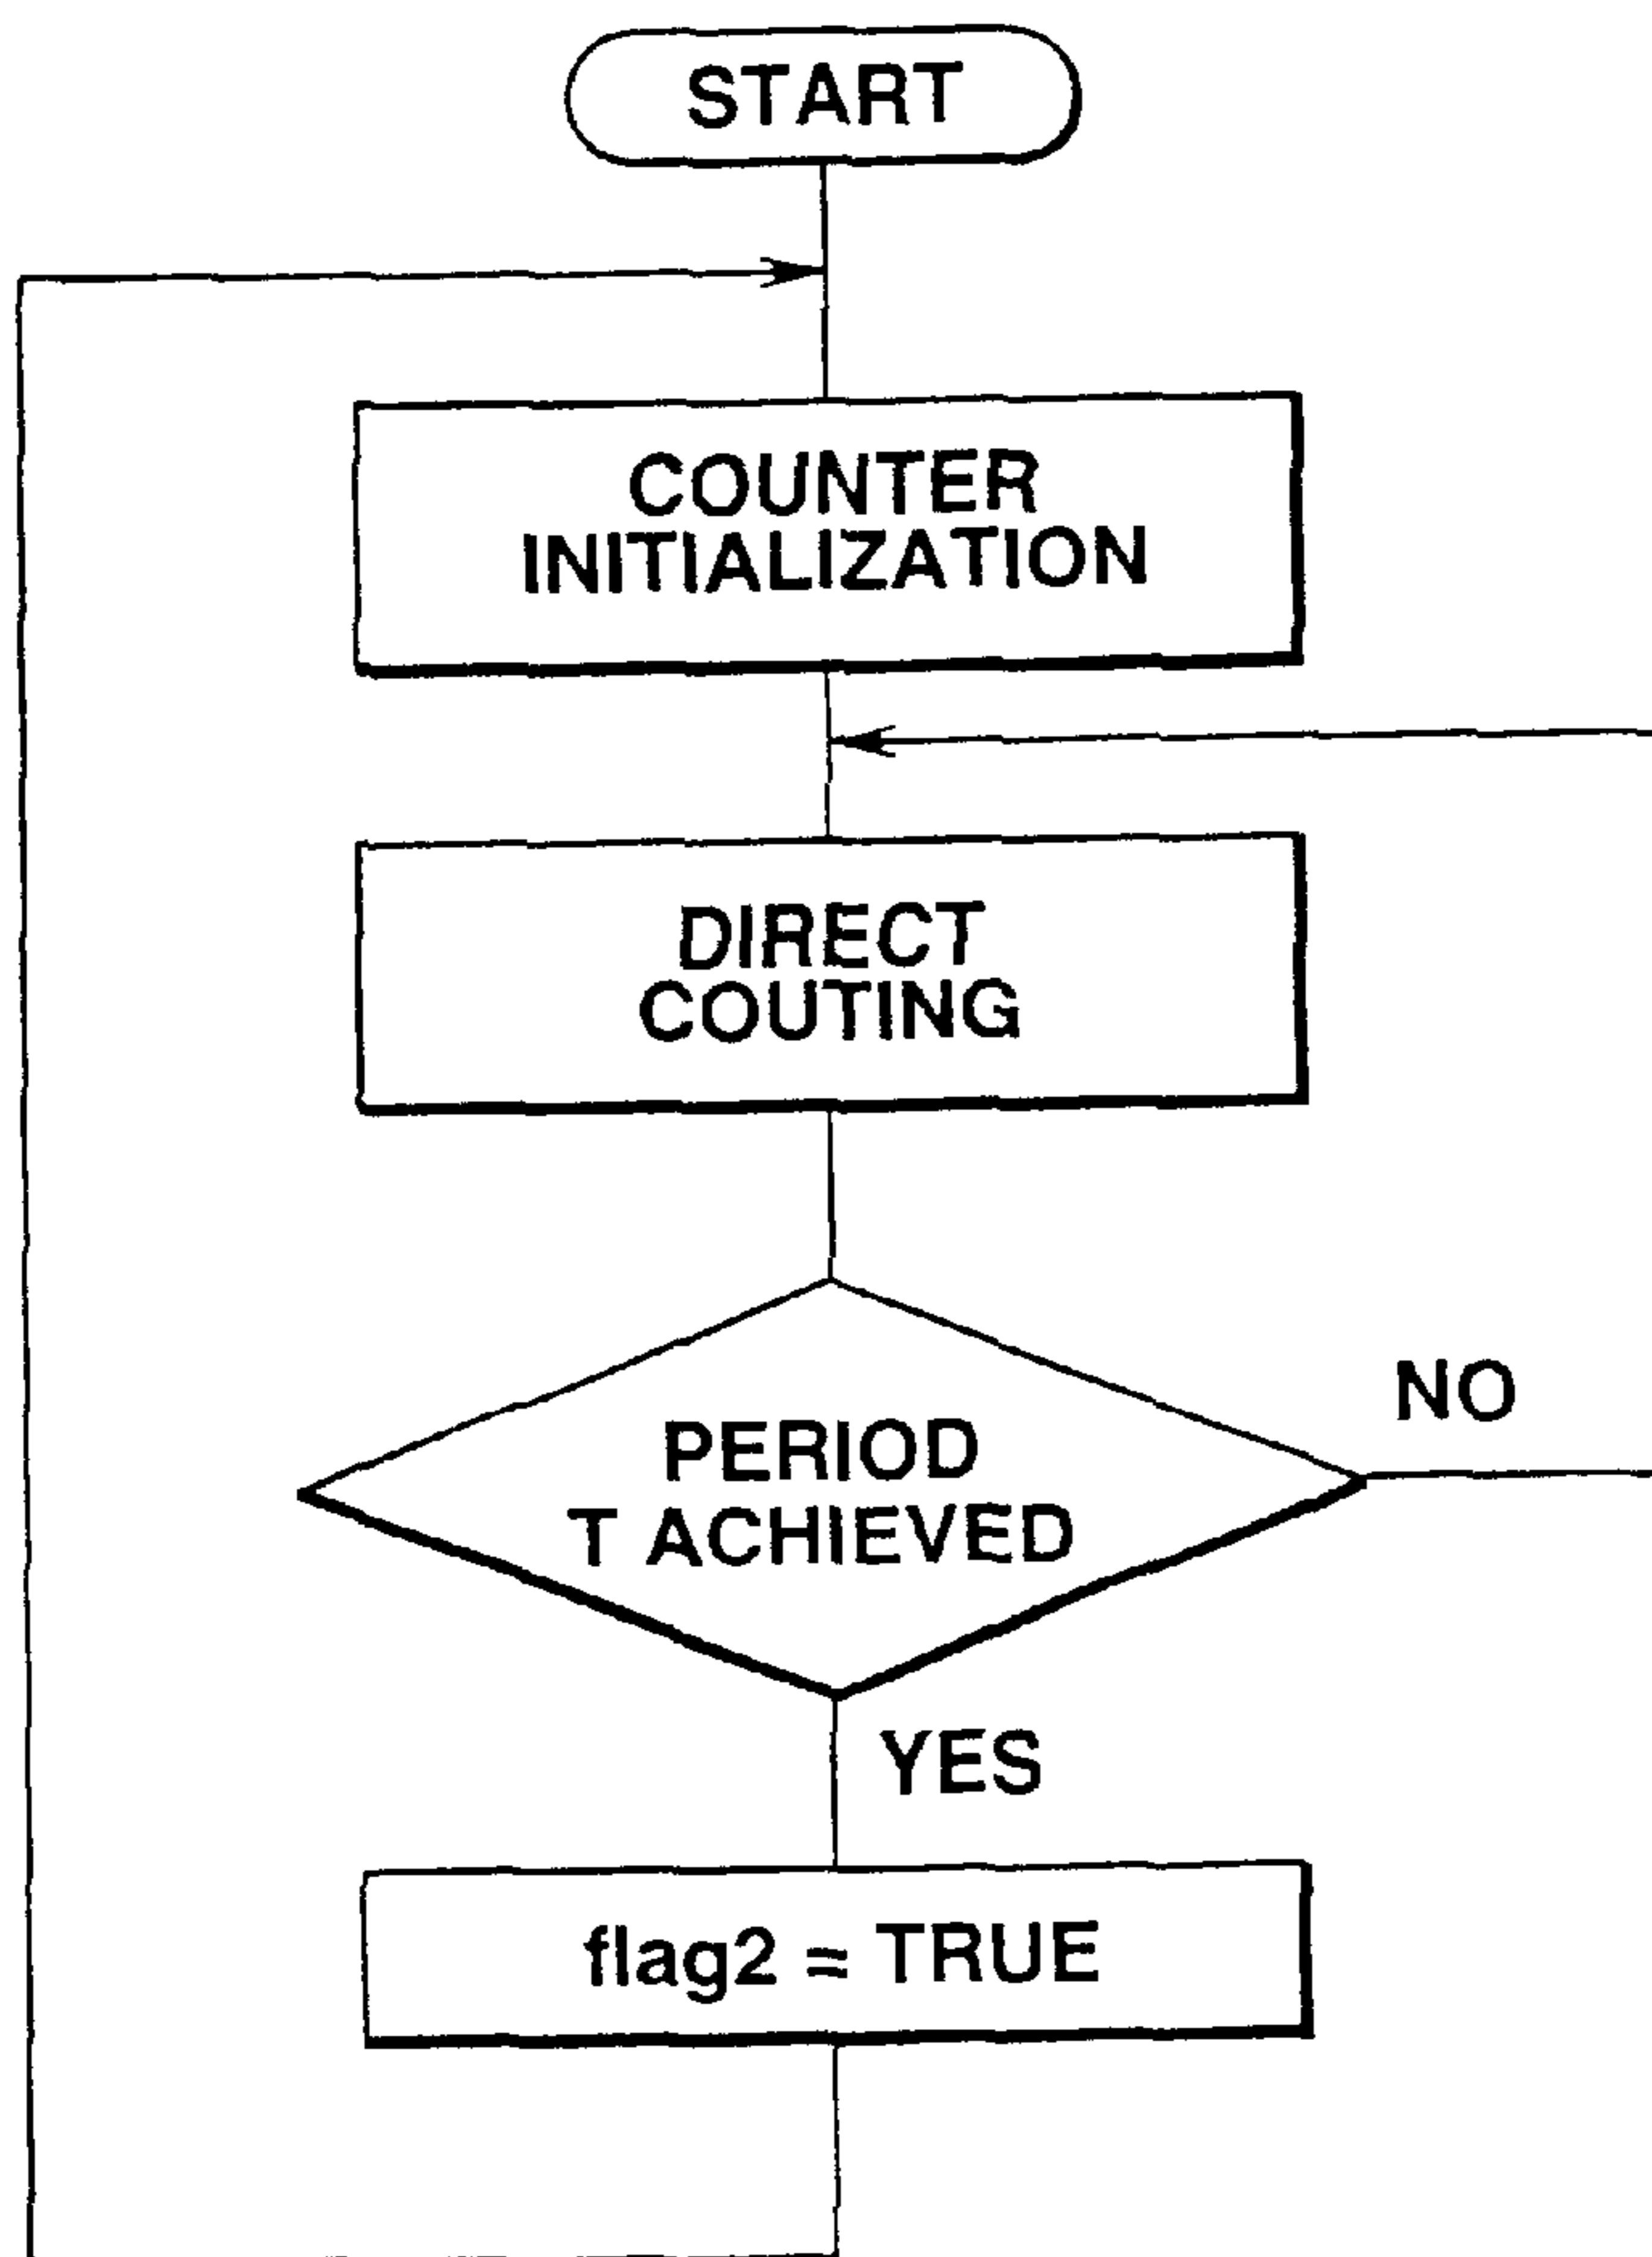 START
COUNTER
INITIALIZATION
DIRECT
COUTING
PERIOD
T ACHIEVED
NO
YES
flag2 = TRUE